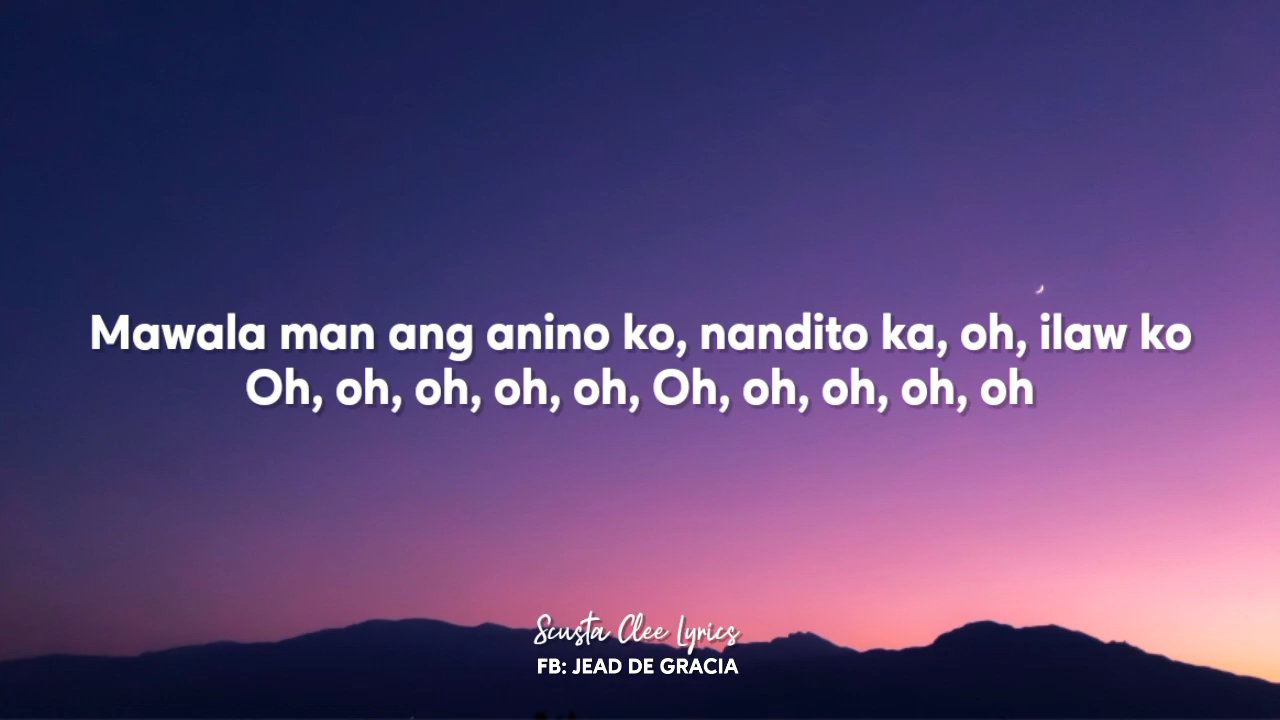 Mawala man ang anino ko, nandito ka, oh, ilaw ko
Oh, oh, oh, oh, oh, Oh, oh, oh, oh, oh
Scusta Clee Lyrics
FB: JEAD DE GRACIA